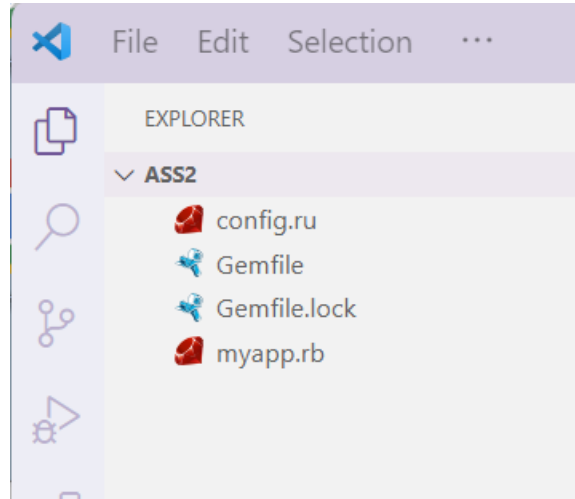 File Edit Selection ...
EXPLORER
ASS2
config.ru
Gemfile
Gemfile.lock
myapp.rb